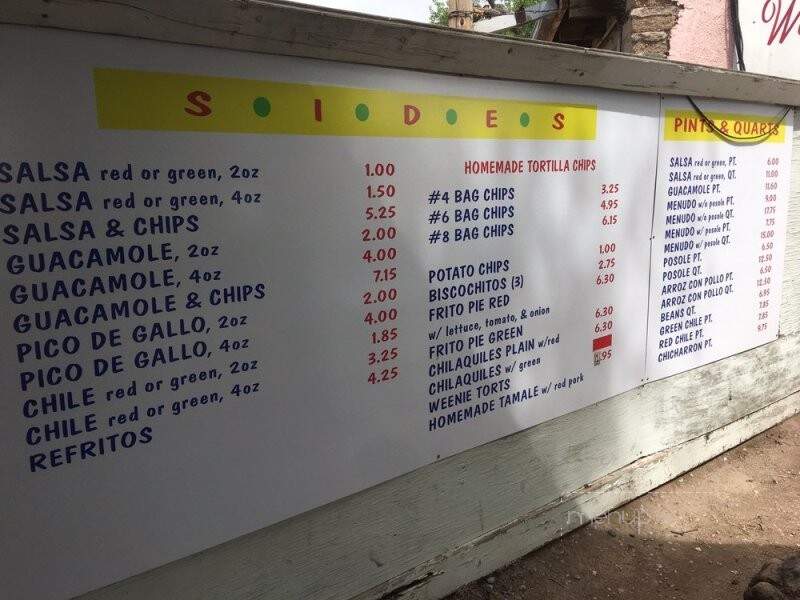 S I D E S
SALSA red or green, 2oz 1.00
SALSA red or green, 4oz 1.50
SALSA & CHIPS 5.25
GUACAMOLE, 2oz 2.00
GUACAMOLE, 4oz 4.00
GUACAMOLE & CHIPS 7.15
PICO DE GALLO, 2oz 2.00
PICO DE GALLO, 4oz 4.00
CHILE red or green, 2oz 1.85
CHILE red or green, 4oz 3.25
REFRITOS 4.25
HOMEMADE TORTILLA CHIPS
#4 BAG CHIPS 3.25
#6 BAG CHIPS 4.95
#8 BAG CHIPS 6.15
POTATO CHIPS 1.00
BISCOCHITOS (3) 2.75
FRITO PIE RED 6.30
w/ lettuce, tomato, & onion
FRITO PIE GREEN 6.30
CHILAQUILES PLAIN w/red 6.30
CHILAQUILES w/ green
WEENIE TORTS .95
HOMEMADE TAMALE w/ red pork
PINTS & QUARTS
SALSA red or green, PT. 6.00
SALSA red or green, QT. 11.00
GUACAMOLE PT. 11.60
MENUDO w/o posole PT. 9.00
MENUDO w/o posole QT. 17.75
MENUDO w/ posole PT. 7.75
MENUDO w/ posole QT. 15.00
POSOLE PT. 6.50
POSOLE QT. 12.50
ARROZ CON POLLO PT. 6.50
ARROZ CON POLLO QT. 12.50
BEANS QT. 6.95
GREEN CHILE PT. 7.85
RED CHILE PT. 7.85
CHICHARRON PT. 9.75